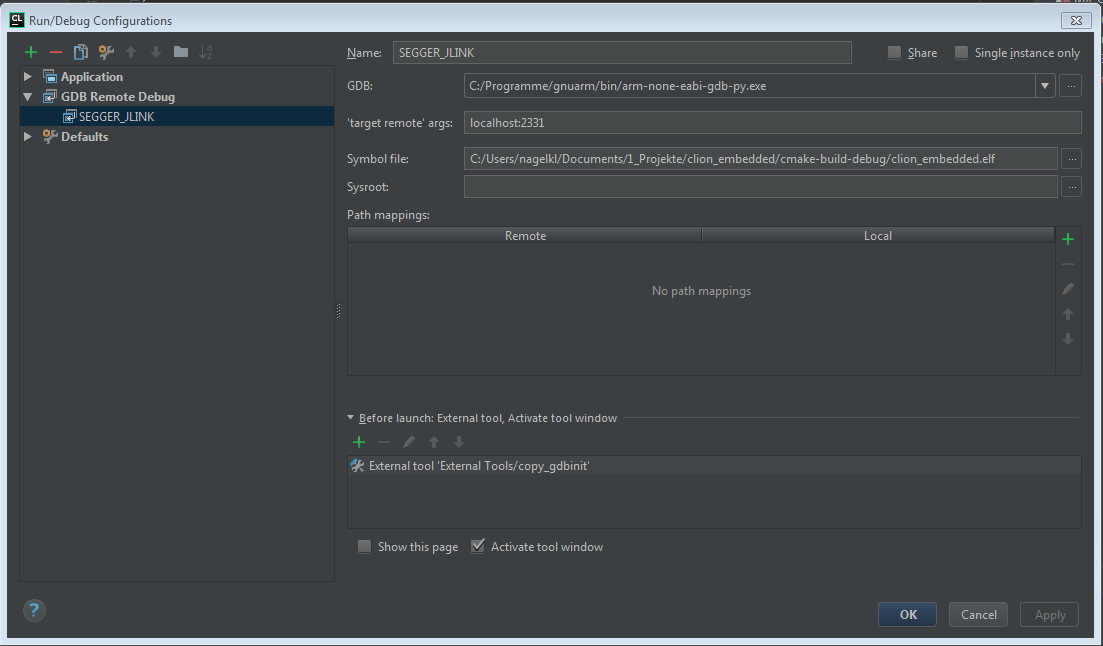 CL Run/Debug Configurations
Name: SEGGER_JLINK Share Single instance only
Application
GDB Remote Debug
SEGGER_JLINK
Defaults
GDB: C:/Programme/gnuarm/bin/arm-none-eabi-gdb-py.exe ...
'target remote' args: localhost:2331
Symbol file: C:/Users/nagelkl/Documents/1_Projekte/clion_embedded/cmake-build-debug/clion_embedded.elf ...
Sysroot: ...
Path mappings:
Remote Local
No path mappings
Before launch: External tool, Activate tool window
External tool 'External Tools/copy_gdbinit'
Show this page Activate tool window
? OK Cancel Apply